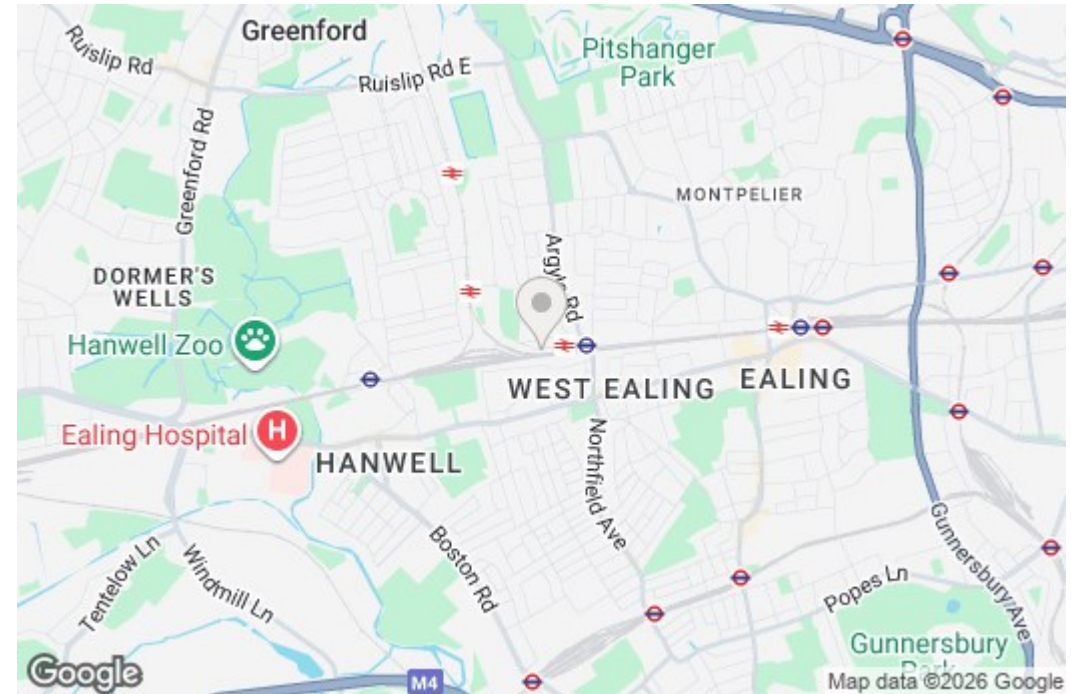 Greenford
Ruislip Rd
Pitshanger
Park
Ruislip Rd E
Greenford Rd
MONTPELIER
Argyle Rd
DORMER'S
WELLS
Hanwell Zoo
WEST EALING
EALING
Ealing Hospital
H
HANWELL
Northfield Ave
Boston Rd
Gunnersbury Ave
Tentelow Ln
Windmill Ln
Popes Ln
Gunnersbury
Park
M4
Google
Map data ©2026 Google